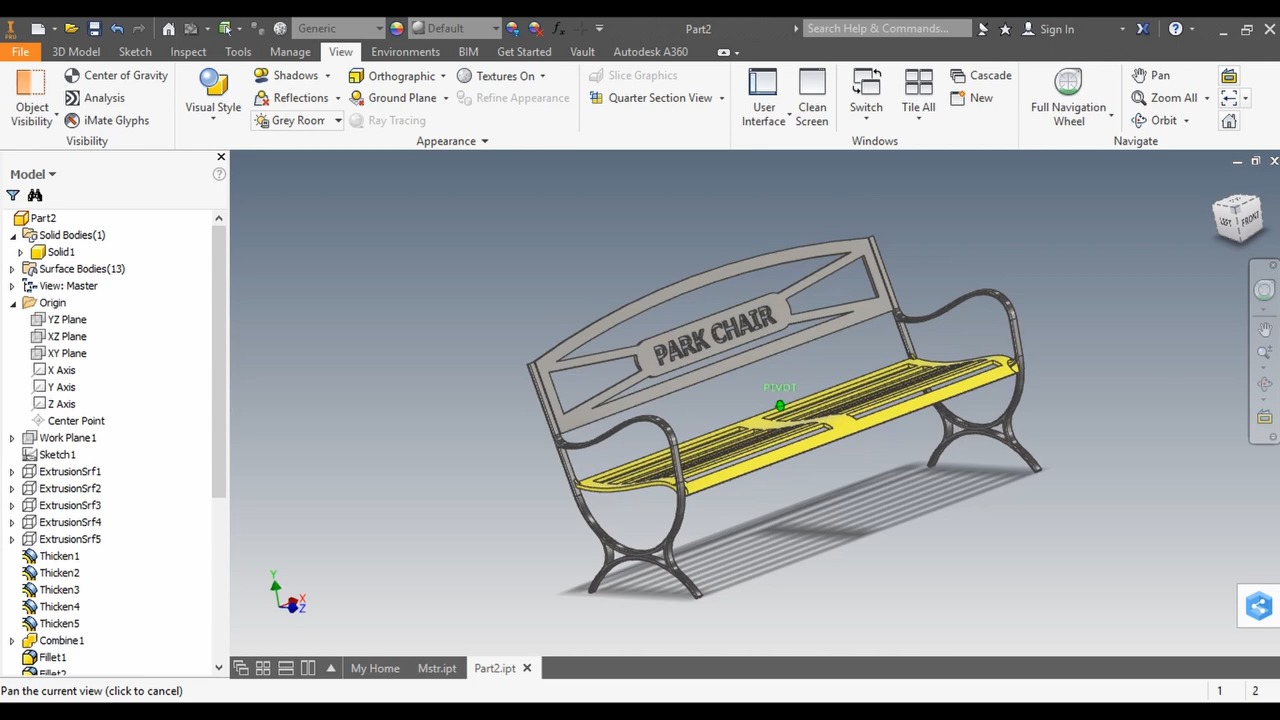 PRO
Generic
Default
fx
Part2
Search Help & Commands...
Sign In
File
3D Model
Sketch
Inspect
Tools
Manage
View
Environments
BIM
Get Started
Vault
Autodesk A360
Object
Visibility
Center of Gravity
Analysis
iMate Glyphs
Visibility
Visual Style
Shadows
Reflections
Grey Room
Orthographic
Ground Plane
Ray Tracing
Textures On
Refine Appearance
Appearance
Slice Graphics
Quarter Section View
User
Interface
Clean
Screen
Switch
Tile All
Cascade
New
Windows
Full Navigation
Wheel
Pan
Zoom All
Orbit
Navigate
Model
Part2
Solid Bodies(1)
Solid1
Surface Bodies(13)
View: Master
Origin
YZ Plane
XZ Plane
XY Plane
X Axis
Y Axis
Z Axis
Center Point
Work Plane1
Sketch1
ExtrusionSrf1
ExtrusionSrf2
ExtrusionSrf3
ExtrusionSrf4
ExtrusionSrf5
Thicken1
Thicken2
Thicken3
Thicken4
Thicken5
Combine1
Fillet1
Fillet2
LEFT
FRONT
PARK CHAIR
PIVOT
Y
X
Z
My Home
Mstr.ipt
Part2.ipt
Pan the current view (click to cancel)
1
2